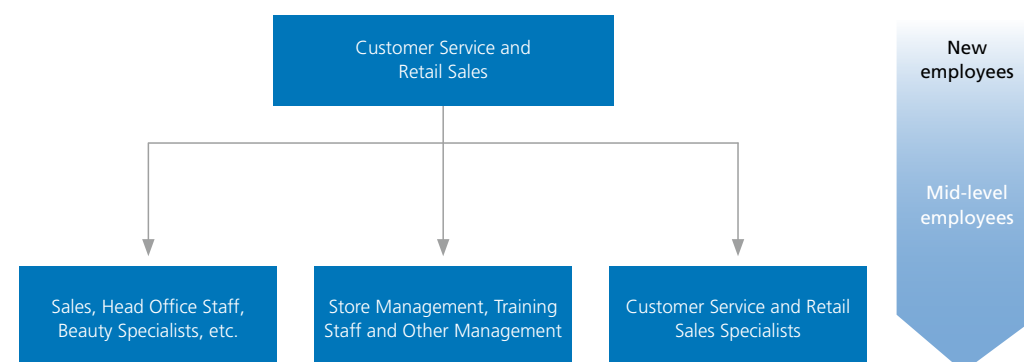 Customer Service and
Retail Sales
New
employees
Mid-level
employees
Sales, Head Office Staff,
Beauty Specialists, etc.
Store Management, Training
Staff and Other Management
Customer Service and Retail
Sales Specialists